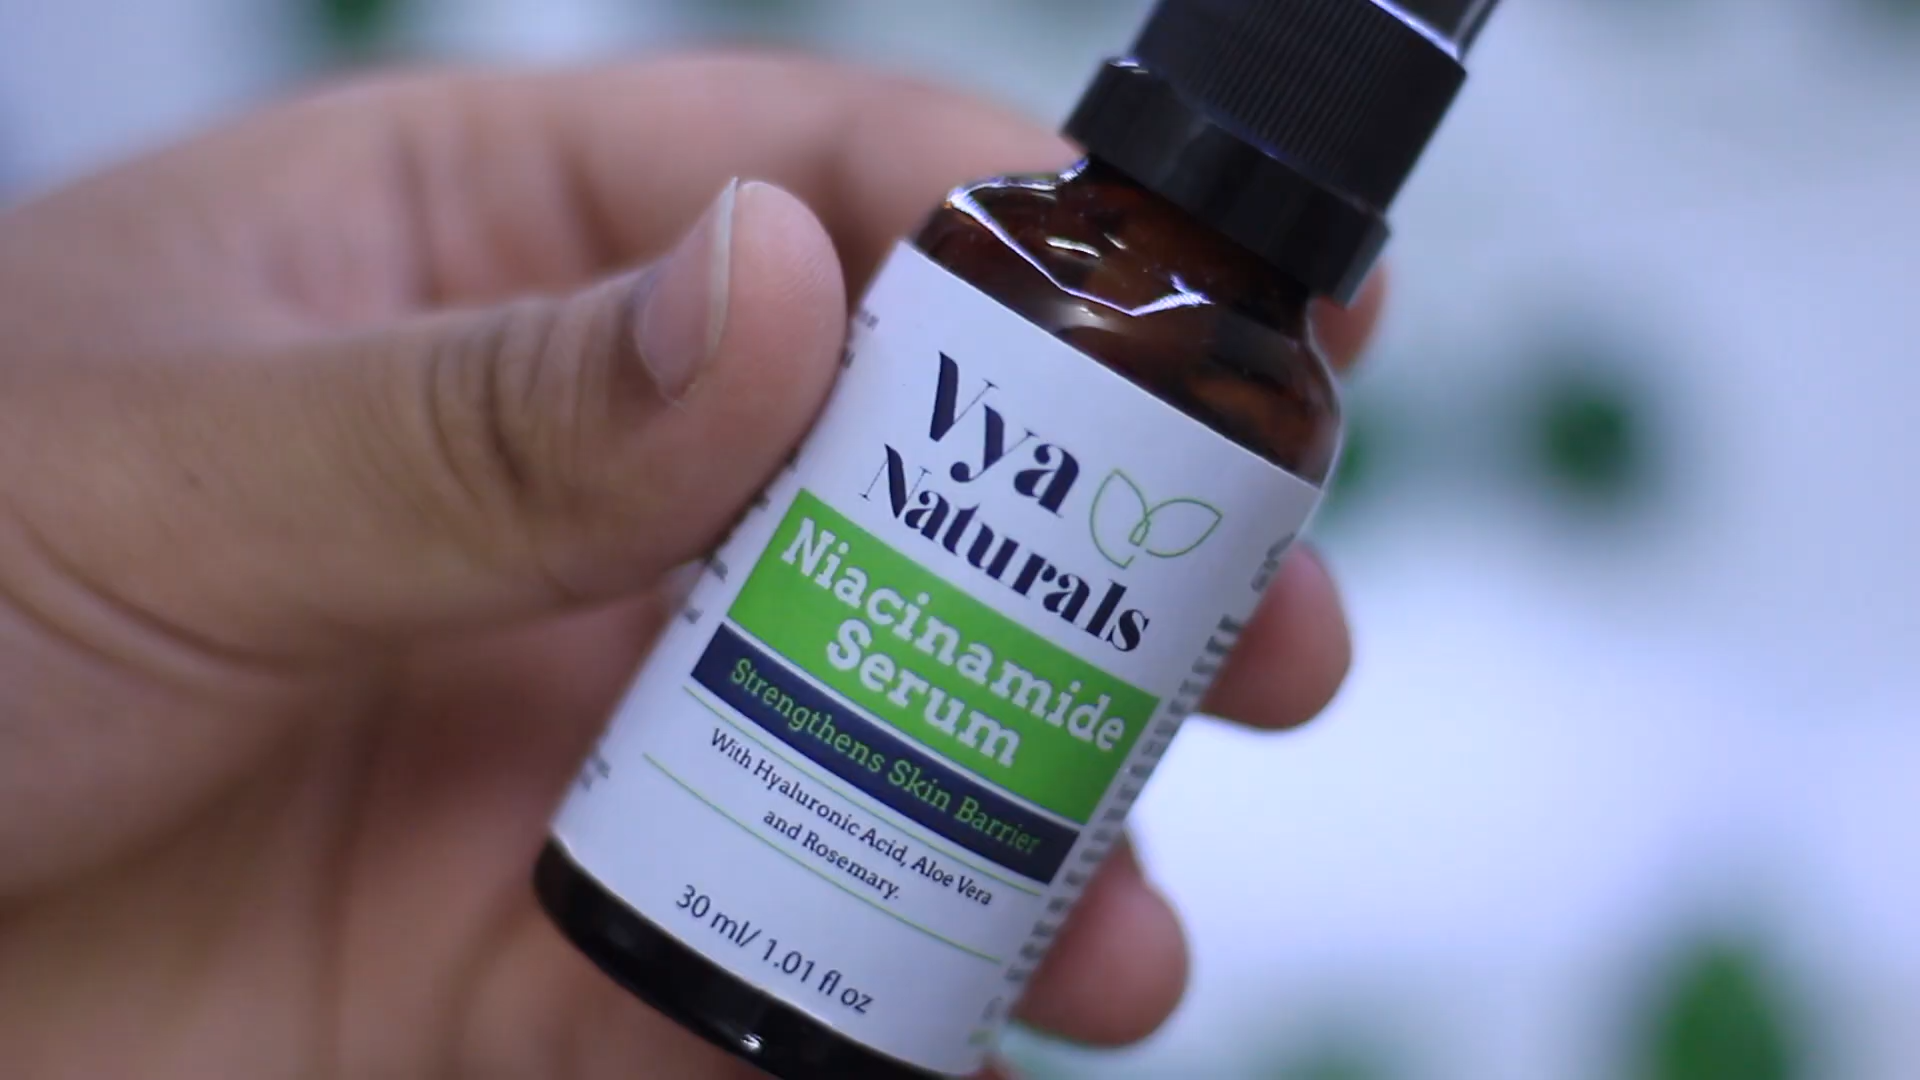 Vya
Naturals
Niacinamide
Serum
Strengthens Skin Barrier
With Hyaluronic Acid, Aloe Vera
and Rosemary.
30 ml/ 1.01 fl oz